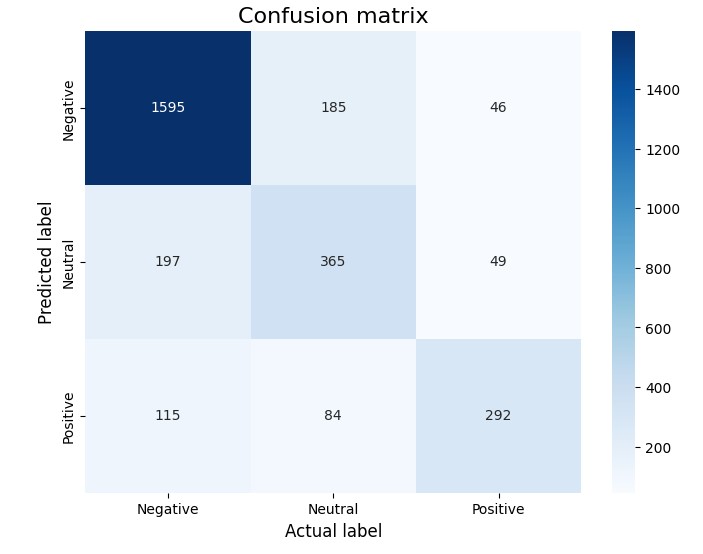 Confusion matrix
Predicted label
Negative
1595
185
46
Neutral
197
365
49
Positive
115
84
292
Negative
Neutral
Positive
Actual label
1400
1200
1000
800
600
400
200